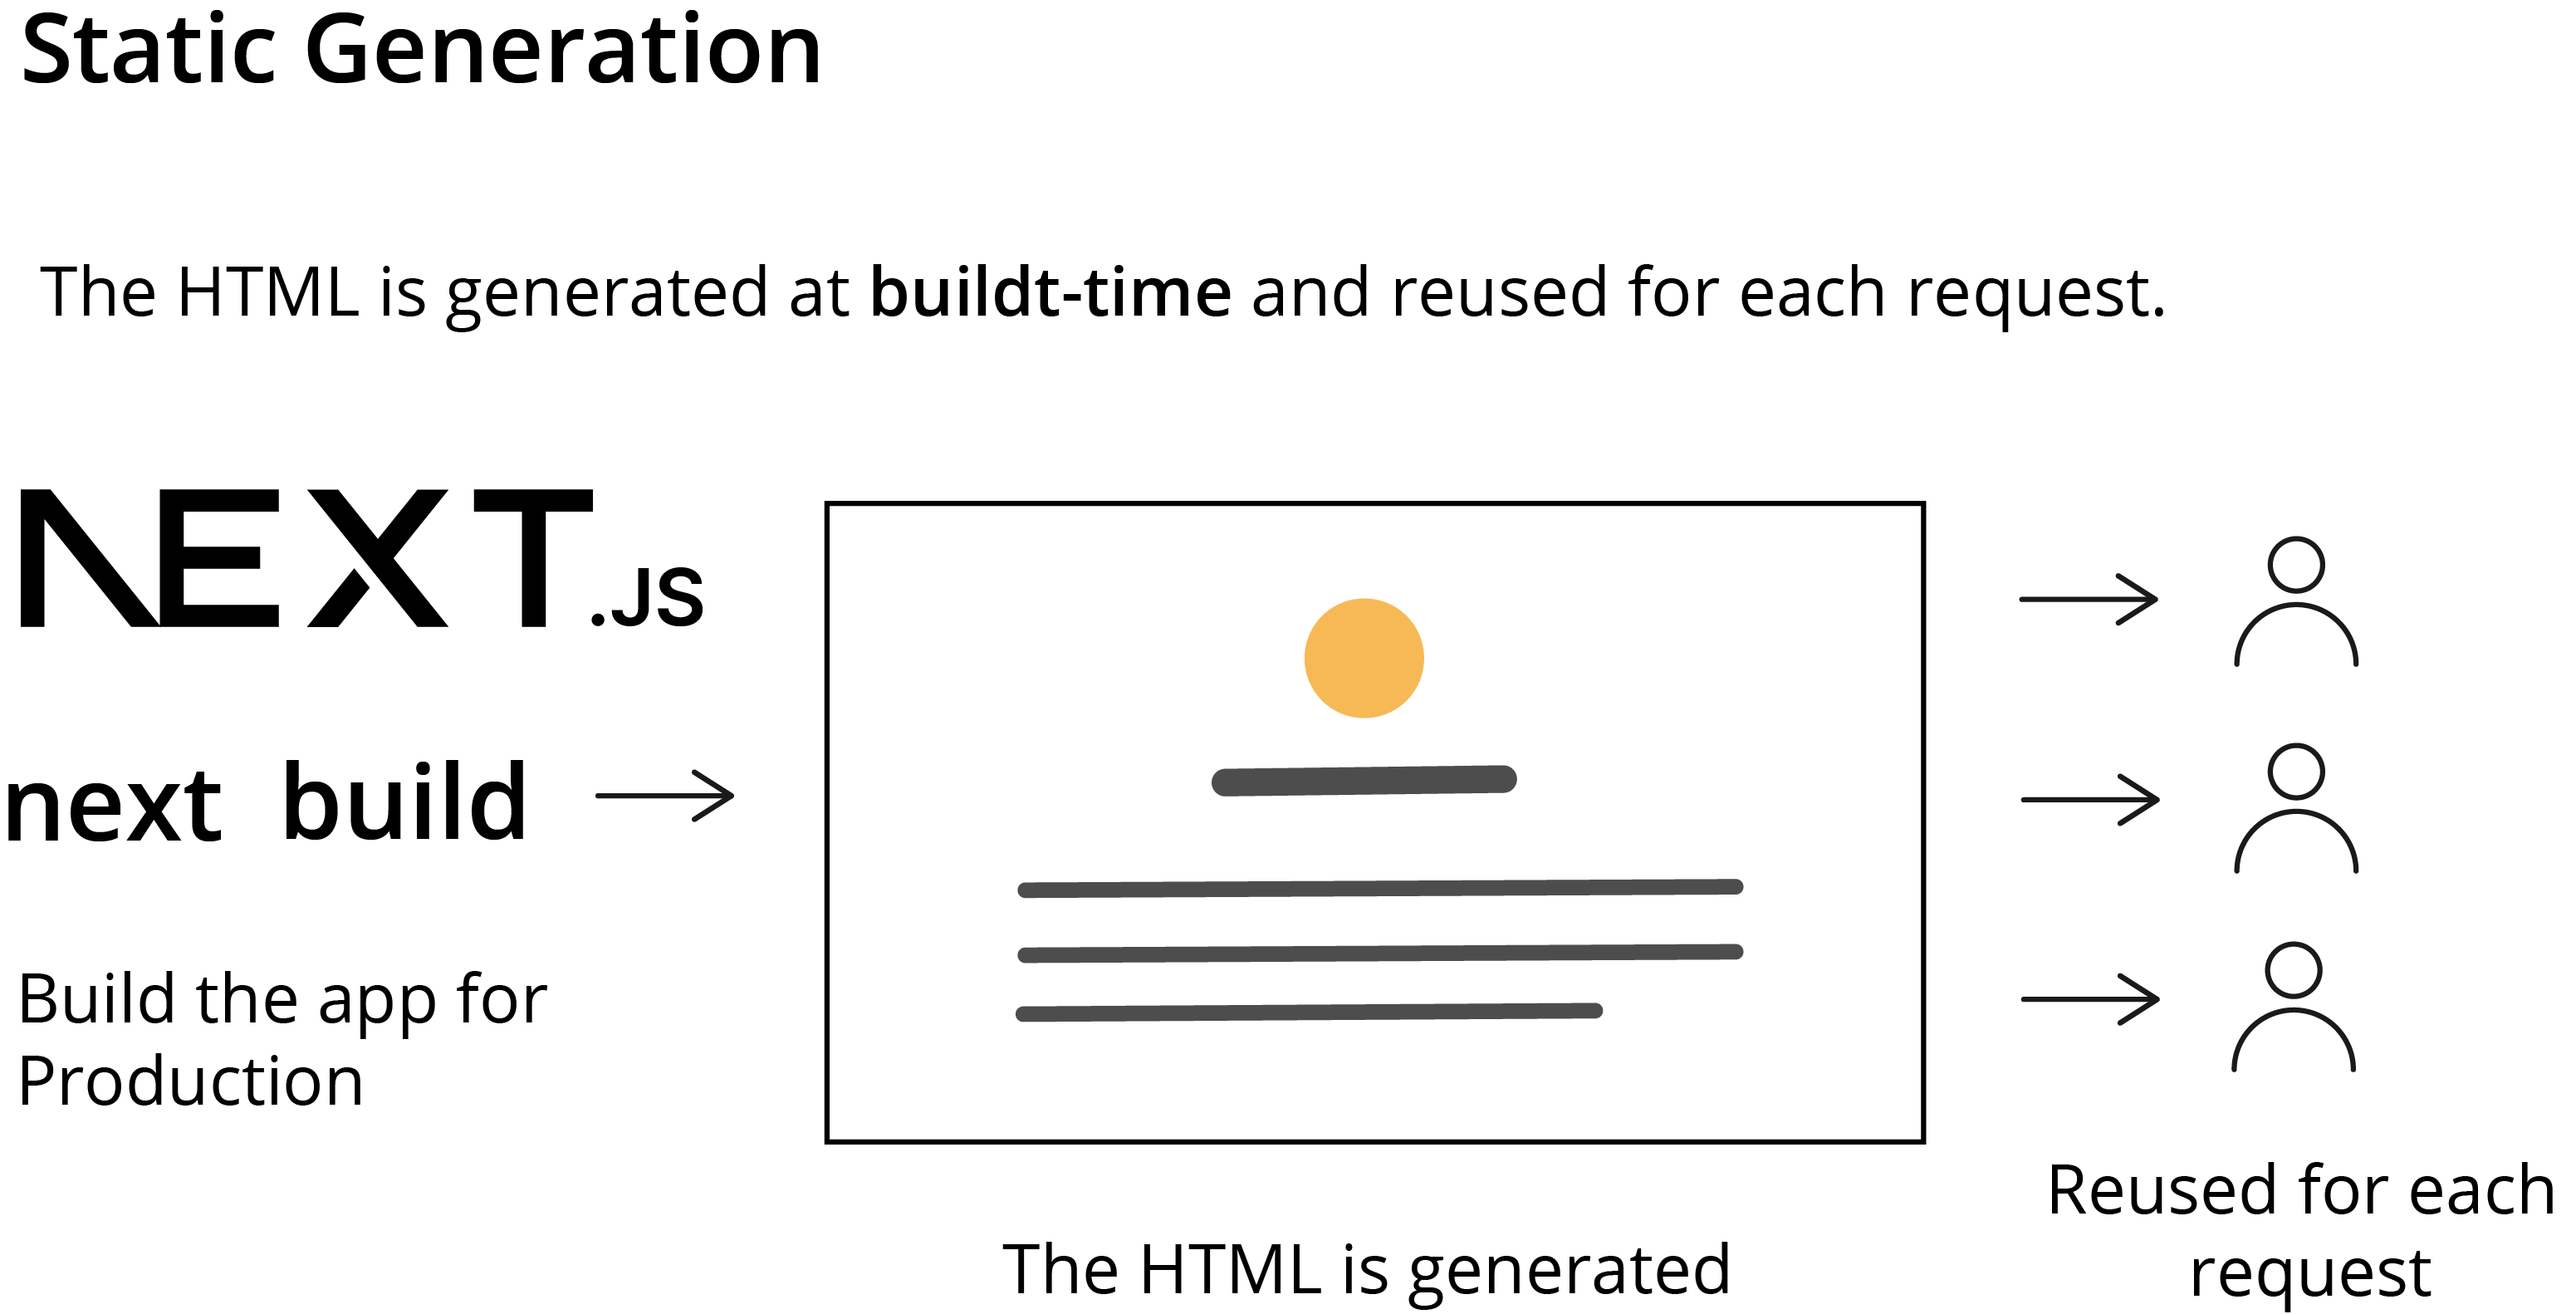 Static Generation
The HTML is generated at buildt-time and reused for each request.
NEXT.JS
next build
Build the app for
Production
The HTML is generated
Reused for each
request